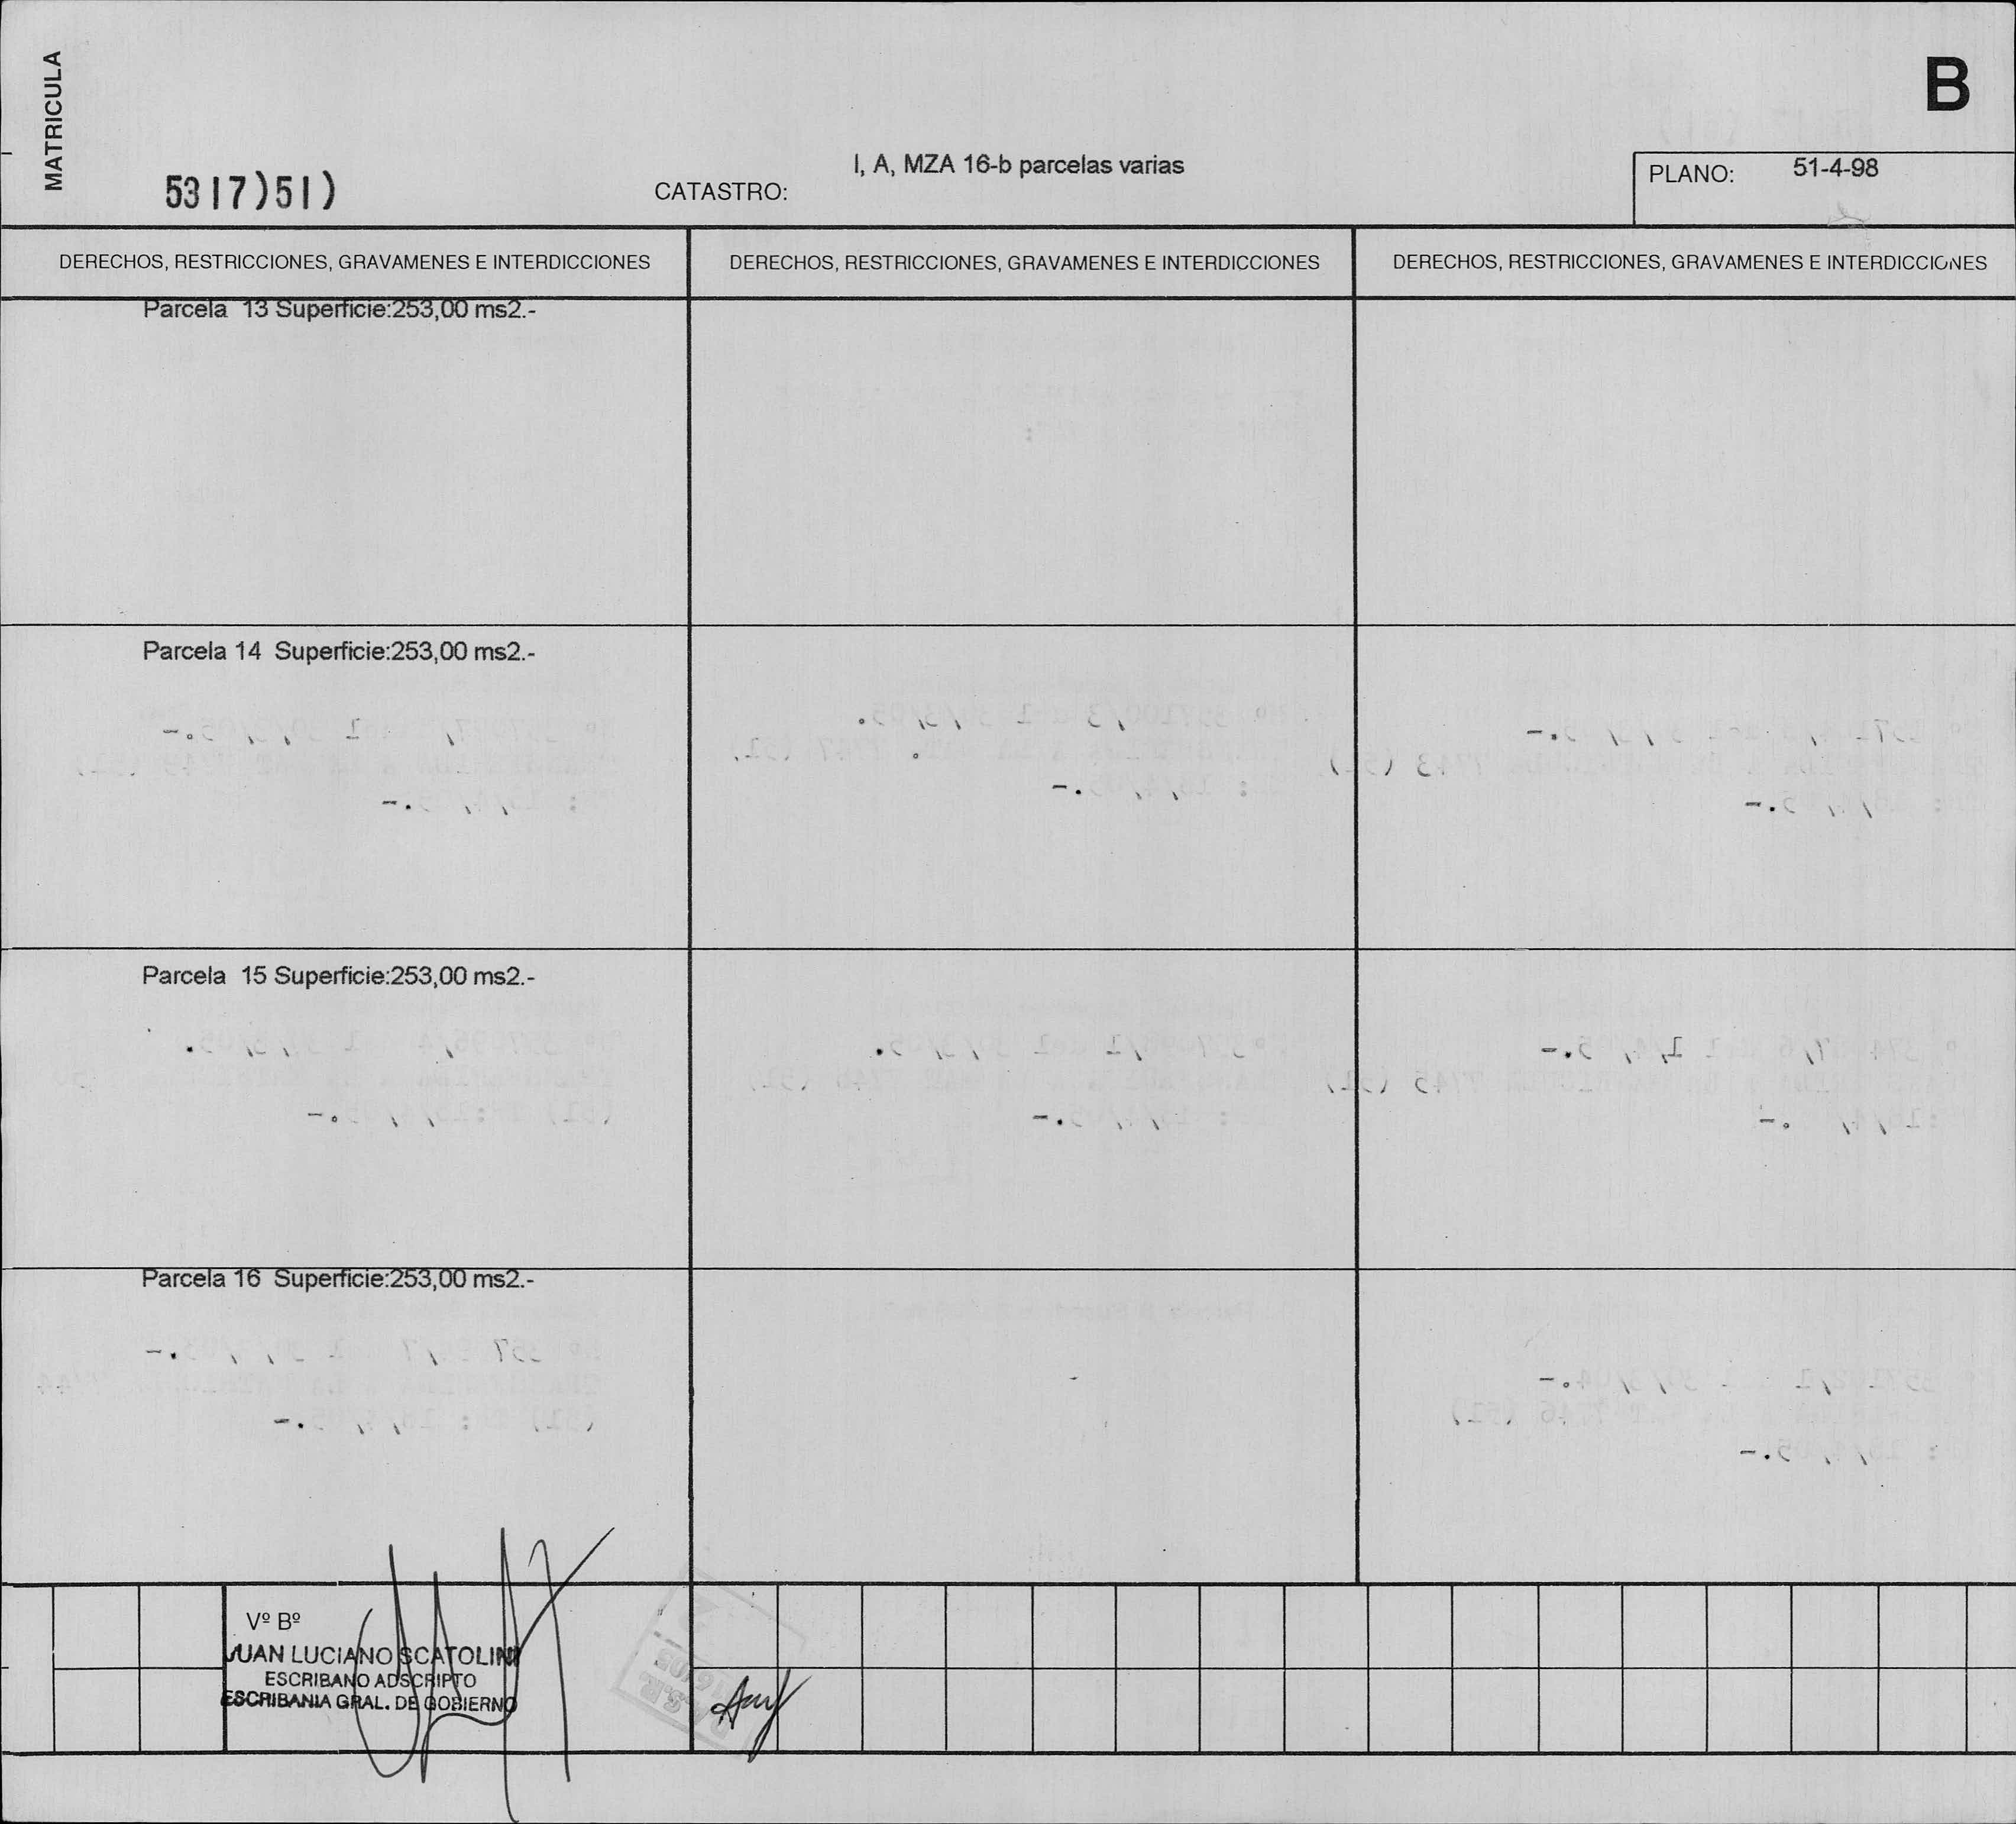 MATRICULA
B
I, A, MZA 16-b parcelas varias
5317)51)
CATASTRO:
PLANO: 51-4-98
DERECHOS, RESTRICCIONES, GRAVAMENES E INTERDICCIONES
DERECHOS, RESTRICCIONES, GRAVAMENES E INTERDICCIONES
DERECHOS, RESTRICCIONES, GRAVAMENES E INTERDICCIONES
Parcela 13 Superficie:253,00 ms2.-
Parcela 14 Superficie:253,00 ms2.-
Parcela 15 Superficie:253,00 ms2.-
Parcela 16 Superficie:253,00 ms2.-
Vº Bº
JUAN LUCIANO SCATOLINI
ESCRIBANO ADSCRIPTO
ESCRIBANIA GRAL. DE GOBIERNO